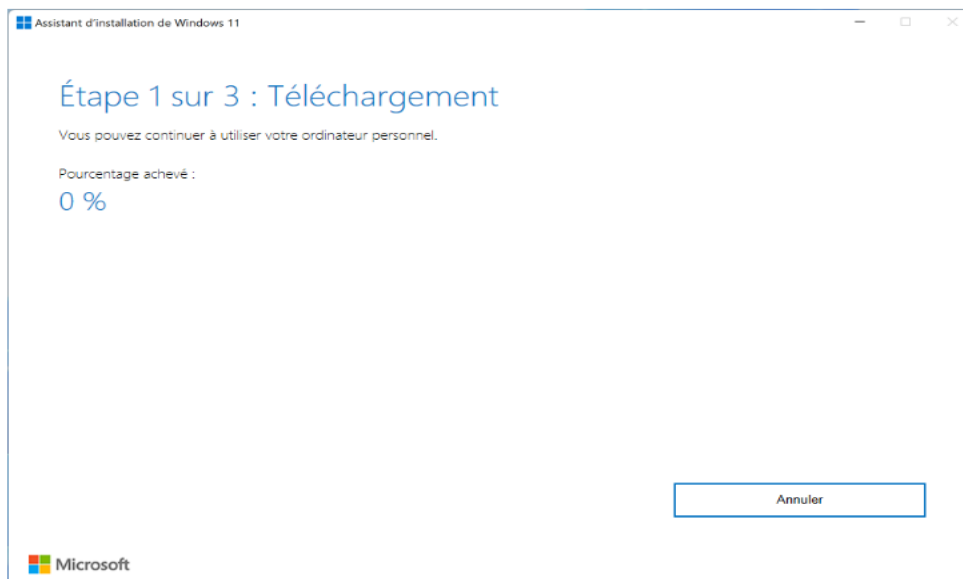 Assistant d'installation de Windows 11
Étape 1 sur 3 : Téléchargement
Vous pouvez continuer à utiliser votre ordinateur personnel.
Pourcentage achevé :
0 %
Annuler
Microsoft